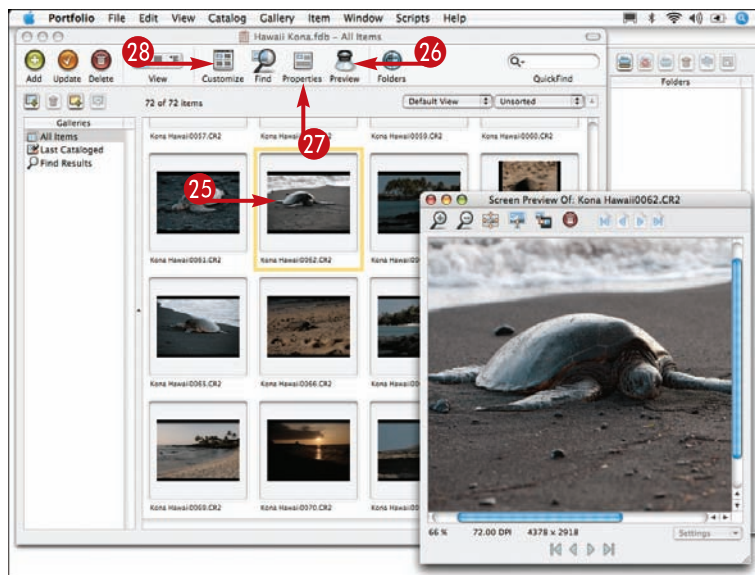 Portfolio File Edit View Catalog Gallery Item Window Scripts Help
Hawaii Kona.fdb – All Items
28
26
Add Update Delete View Customize Find Properties Preview Folders QuickFind
Folders
72 of 72 items
Default View Unsorted
27
Galleries
All Items
Last Cataloged
Find Results
Kona Hawaii0057.CR2 Kona Hawaii0059.CR2 Kona Hawaii0060.CR2
25
Kona Hawaii0061.CR2 Kona Hawaii0062.CR2
Screen Preview Of: Kona Hawaii0062.CR2
Kona Hawaii0065.CR2 Kona Hawaii0066.CR2
Kona Hawaii0069.CR2 Kona Hawaii0070.CR2
66 % 72.00 DPI 4378 x 2918 Settings